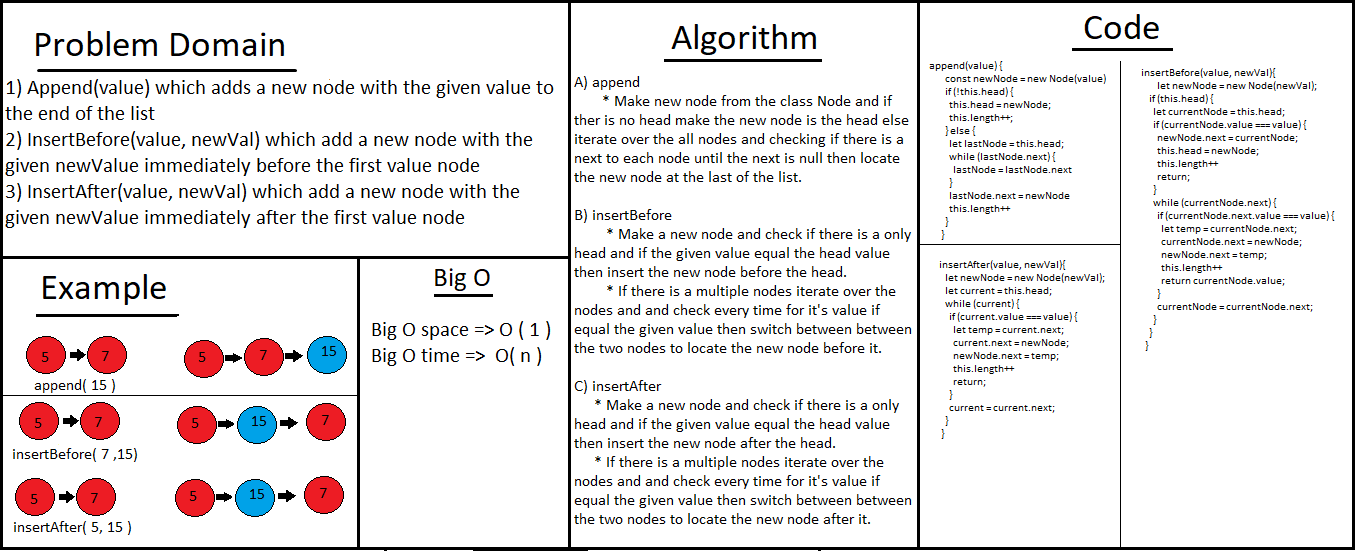 Problem Domain
1) Append(value) which adds a new node with the given value to
the end of the list
2) InsertBefore(value, newVal) which add a new node with the
given newValue immediately before the first value node
3) InsertAfter(value, newVal) which add a new node with the
given newValue immediately after the first value node
Example
5
7
5
7
15
append( 15 )
5
7
5
15
7
insertBefore( 7 ,15)
5
7
5
15
7
insertAfter( 5, 15 )
Big O
Big O space => O ( 1 )
Big O time => O( n )
Algorithm
A) append
* Make new node from the class Node and if
ther is no head make the new node is the head else
iterate over the all nodes and checking if there is a
next to each node until the next is null then locate
the new node at the last of the list.
B) insertBefore
* Make a new node and check if there is a only
head and if the given value equal the head value
then insert the new node before the head.
* If there is a multiple nodes iterate over the
nodes and and check every time for it's value if
equal the given value then switch between between
the two nodes to locate the new node before it.
C) insertAfter
* Make a new node and check if there is a only
head and if the given value equal the head value
then insert the new node after the head.
* If there is a multiple nodes iterate over the
nodes and and check every time for it's value if
equal the given value then switch between between
the two nodes to locate the new node after it.
Code
append(value) {
const newNode = new Node(value)
if (!this.head) {
this.head = newNode;
this.length++;
} else {
let lastNode = this.head;
while (lastNode.next) {
lastNode = lastNode.next
}
lastNode.next = newNode
this.length++
}
}
insertAfter(value, newVal){
let newNode = new Node(newVal);
let current = this.head;
while (current) {
if (current.value === value) {
let temp = current.next;
current.next = newNode;
newNode.next = temp;
this.length++
return;
}
current = current.next;
}
}
insertBefore(value, newVal){
let newNode = new Node(newVal);
if (this.head) {
let currentNode = this.head;
if (currentNode.value === value) {
newNode.next = currentNode;
this.head = newNode;
this.length++
return;
}
while (currentNode.next) {
if (currentNode.next.value === value) {
let temp = currentNode.next;
currentNode.next = newNode;
newNode.next = temp;
this.length++
return currentNode.value;
}
currentNode = currentNode.next;
}
}
}